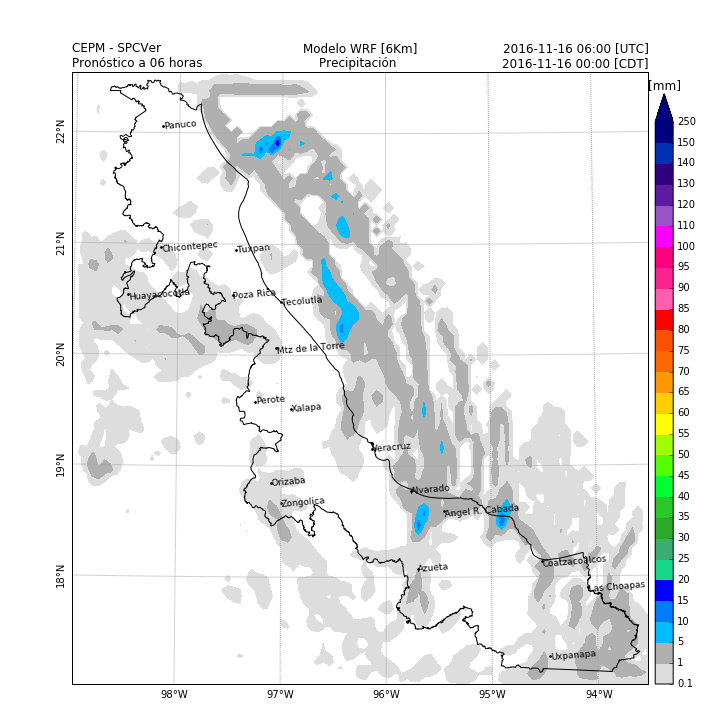 CEPM - SPCVer Modelo WRF [6Km] 2016-11-16 06:00 [UTC]
Pronóstico a 06 horas Precipitación 2016-11-16 00:00 [CDT]
[mm]
250
150
140
130
120
110
100
95
90
85
80
75
70
65
60
55
50
45
40
35
30
25
20
15
10
5
1
0.1
22°N
21°N
20°N
19°N
18°N
Panuco
Chicontepec
Tuxpan
Huayacocotla
Poza Rica
Tecolutla
Mtz de la Torre
Perote
Xalapa
Veracruz
Orizaba
Alvarado
Zongolica
Angel R. Cabada
Azueta
Coatzacoalcos
Las Choapas
Uxpanapa
98°W 97°W 96°W 95°W 94°W